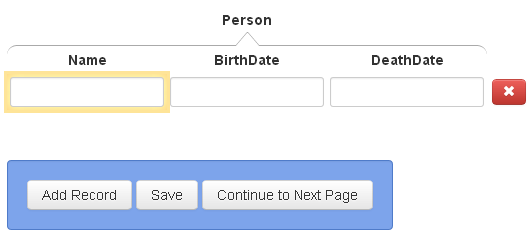 Person
Name BirthDate DeathDate
Add Record Save Continue to Next Page